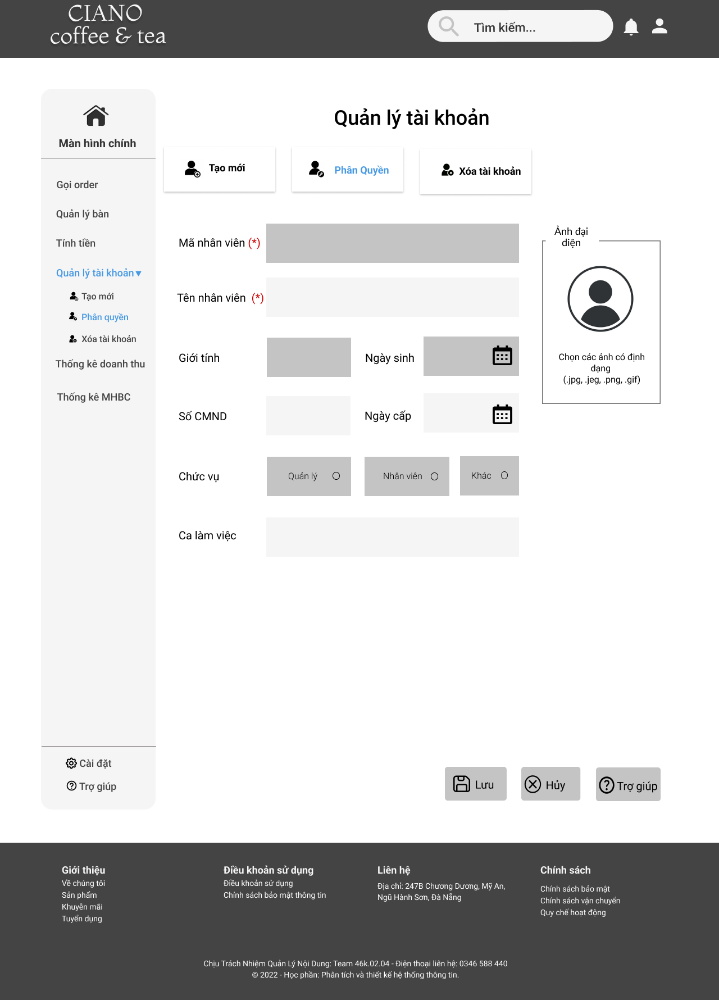 CIANO
coffee & tea
Tìm kiếm...
Màn hình chính
Gọi order
Quản lý bàn
Tính tiền
Quản lý tài khoản
Tạo mới
Phân quyền
Xóa tài khoản
Thống kê doanh thu
Thống kê MHBC
Cài đặt
Trợ giúp
Quản lý tài khoản
Tạo mới
Phân Quyền
Xóa tài khoản
Mã nhân viên (*)
Tên nhân viên (*)
Giới tính
Ngày sinh
Số CMND
Ngày cấp
Chức vụ
Quản lý
Nhân viên
Khác
Ca làm việc
Ảnh đại
diện
Chọn các ảnh có định
dạng
(.jpg, .jeg, .png, .gif)
Lưu
Hủy
Trợ giúp
Giới thiệu
Về chúng tôi
Sản phẩm
Khuyễn mãi
Tuyển dụng
Điều khoản sử dụng
Điều khoản sử dụng
Chính sách bảo mật thông tin
Liên hệ
Địa chỉ: 247B Chương Dương, Mỹ An,
Ngũ Hành Sơn, Đà Nẵng
Chính sách
Chính sách bảo mật
Chính sách vận chuyển
Quy chế hoạt động
Chịu Trách Nhiệm Quản Lý Nội Dung: Team 46k.02.04 - Điện thoại liên hệ: 0346 588 440
© 2022 - Học phần: Phân tích và thiết kế hệ thống thông tin.